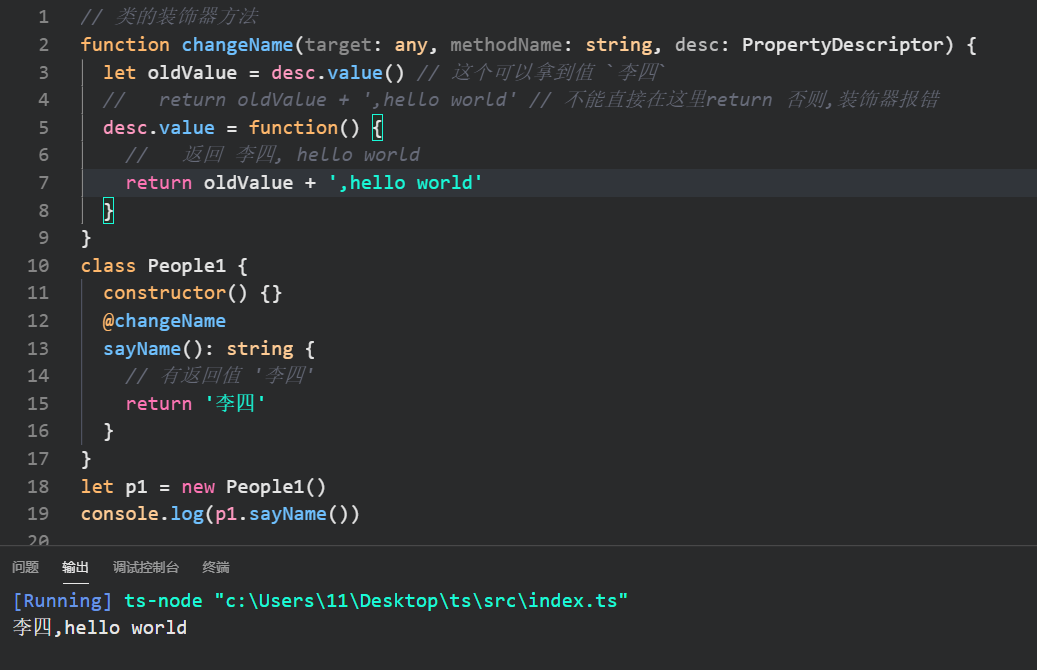 1 // 类的装饰器方法
2 function changeName(target: any, methodName: string, desc: PropertyDescriptor) {
3 let oldValue = desc.value() // 这个可以拿到值 `李四`
4 //   return oldValue + ',hello world' // 不能直接在这里return 否则,装饰器报错
5 desc.value = function() {
6 //   返回 李四, hello world
7 return oldValue + ',hello world'
8 }
9 }
10 class People1 {
11 constructor() {}
12 @changeName
13 sayName(): string {
14 // 有返回值 '李四'
15 return '李四'
16 }
17 }
18 let p1 = new People1()
19 console.log(p1.sayName())
20
问题 输出 调试控制台 终端
[Running] ts-node "c:\Users\11\Desktop\ts\src\index.ts"
李四,hello world